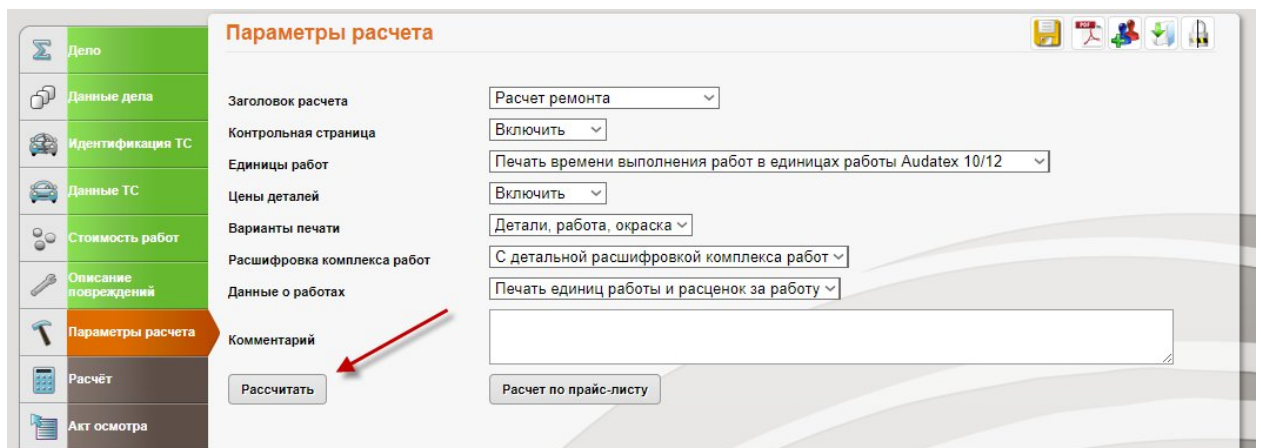 Параметры расчета
Дело
Данные дела
Идентификация ТС
Данные ТС
Стоимость работ
Описание
повреждений
Параметры расчета
Расчёт
Акт осмотра
Заголовок расчета Расчет ремонта
Контрольная страница Включить
Единицы работ Печать времени выполнения работ в единицах работы Audatex 10/12
Цены деталей Включить
Варианты печати Детали, работа, окраска
Расшифровка комплекса работ С детальной расшифровкой комплекса работ
Данные о работах Печать единиц работы и расценок за работу
Комментарий
Рассчитать Расчет по прайс-листу